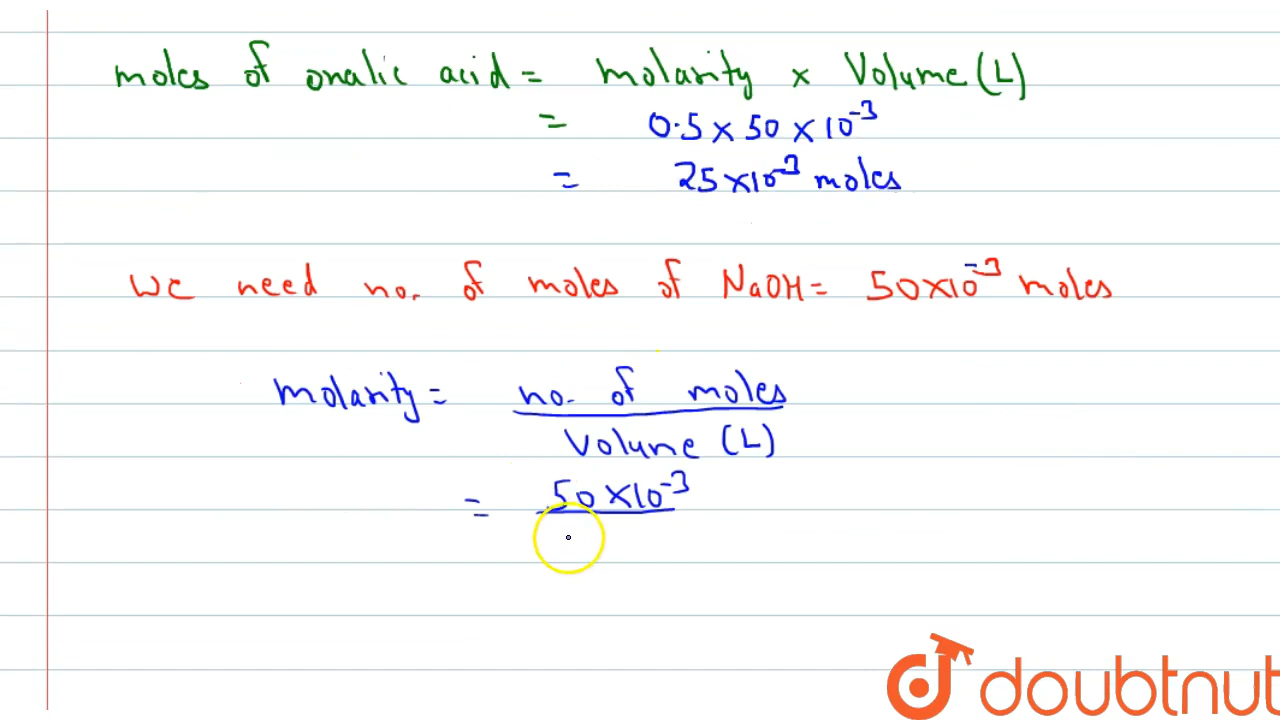 moles of onalic acid = molarity × Volume (L)
= 0.5 × 50 × 10⁻³
= 25 × 10⁻³ moles
We need no. of moles of NaOH = 50 × 10⁻³ moles
molarity = no. of moles
Volume (L)
= 50 × 10⁻³
doubtnut